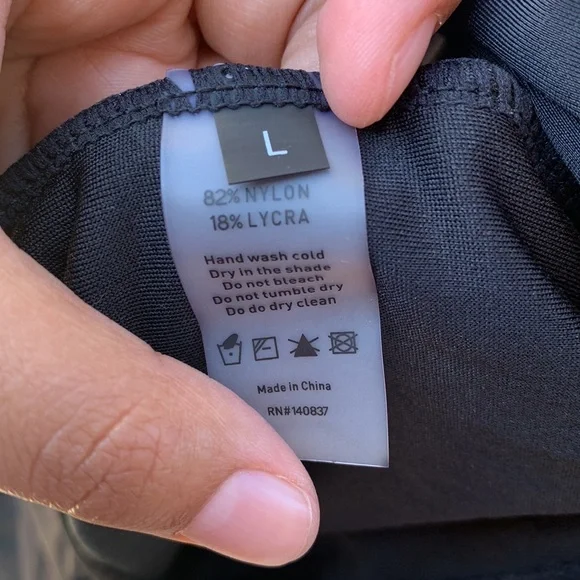 L
82% NYLON
18% LYCRA
Hand wash cold
Dry in the shade
Do not bleach
Do not tumble dry
Do do dry clean
Made in China
RN#140837